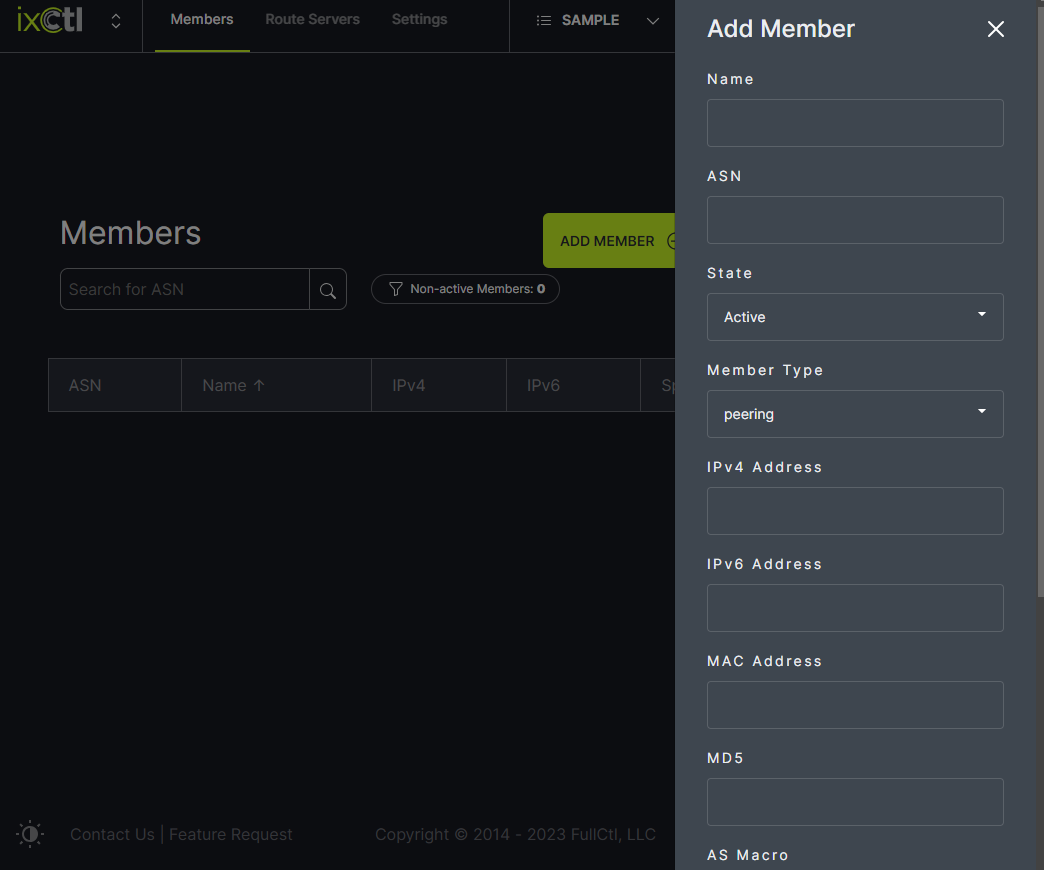 ixCtl
Members
Route Servers
Settings
SAMPLE
Members
ADD MEMBER
Search for ASN
Non-active Members: 0
ASN
Name ↑
IPv4
IPv6
Contact Us | Feature Request
Copyright © 2014 - 2023 FullCtl, LLC
Add Member
Name
ASN
State
Active
Member Type
peering
IPv4 Address
IPv6 Address
MAC Address
MD5
AS Macro